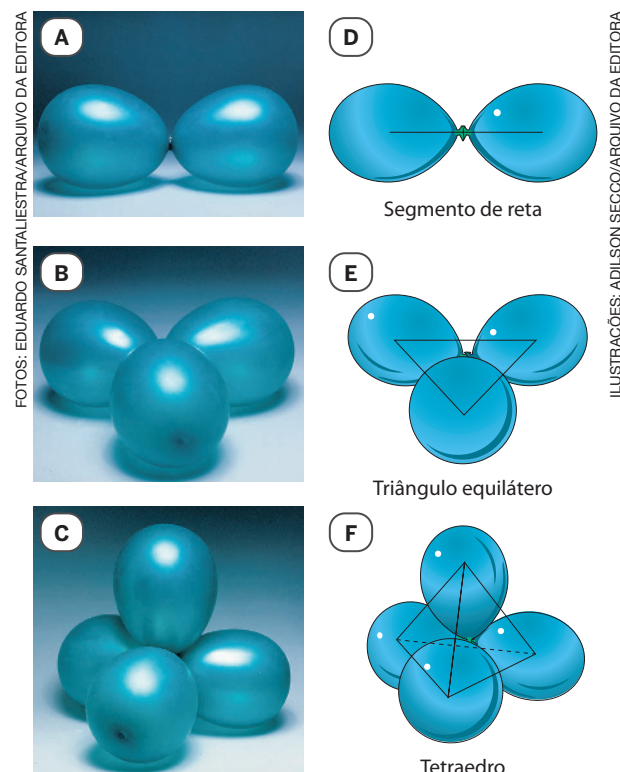 FOTOS: EDUARDO SANTALIESTRA/ARQUIVO DA EDITORA
A
D
Segmento de reta
B
E
Triângulo equilátero
C
F
Tetraedro
ILUSTRAÇÕES: ADILSON SECCO/ARQUIVO DA EDITORA